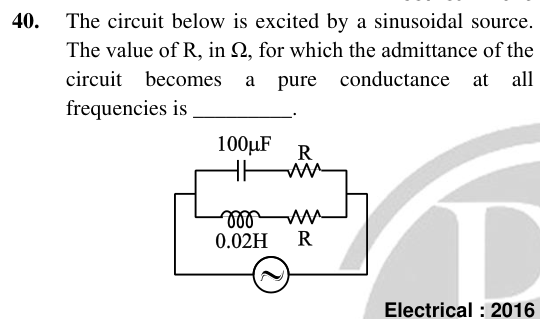 40. The circuit below is excited by a sinusoidal source.
The value of R, in Ω, for which the admittance of the
circuit becomes a pure conductance at all
frequencies is _________.
100μF R
0.02H R
Electrical : 2016